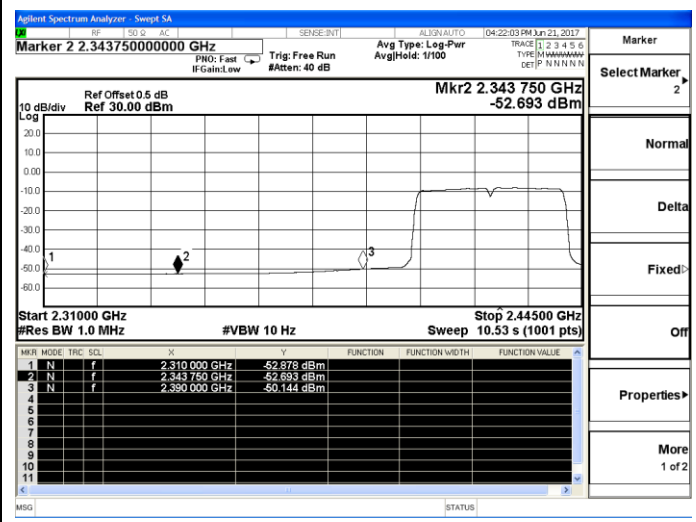 Agilent Spectrum Analyzer - Swept SA
RF 50 Ω AC SENSE:INT ALIGN AUTO 04:22:03 PM Jun 21, 2017
Marker 2 2.343750000000 GHz
PNO: Fast
IFGain:Low
Trig: Free Run
#Atten: 40 dB
Avg Type: Log-Pwr
Avg|Hold: 1/100
TRACE 1 2 3 4 5 6
TYPE M WWWWW
DET P N N N N N
Mkr2 2.343 750 GHz
-52.693 dBm
Ref Offset 0.5 dB
10 dB/div Ref 30.00 dBm
Log
20.0
10.0
0.00
-10.0
-20.0
-30.0
-40.0
-50.0
-60.0
1
2
3
Start 2.31000 GHz Stop 2.44500 GHz
#Res BW 1.0 MHz #VBW 10 Hz Sweep 10.53 s (1001 pts)
MKR MODE TRC SCL X Y FUNCTION FUNCTION WIDTH FUNCTION VALUE
1 N f 2.310 000 GHz -52.878 dBm
2 N f 2.343 750 GHz -52.693 dBm
3 N f 2.390 000 GHz -50.144 dBm
4
5
6
7
8
9
10
11
MSG STATUS
Marker
Select Marker
2
Normal
Delta
Fixed
Off
Properties
More
1 of 2